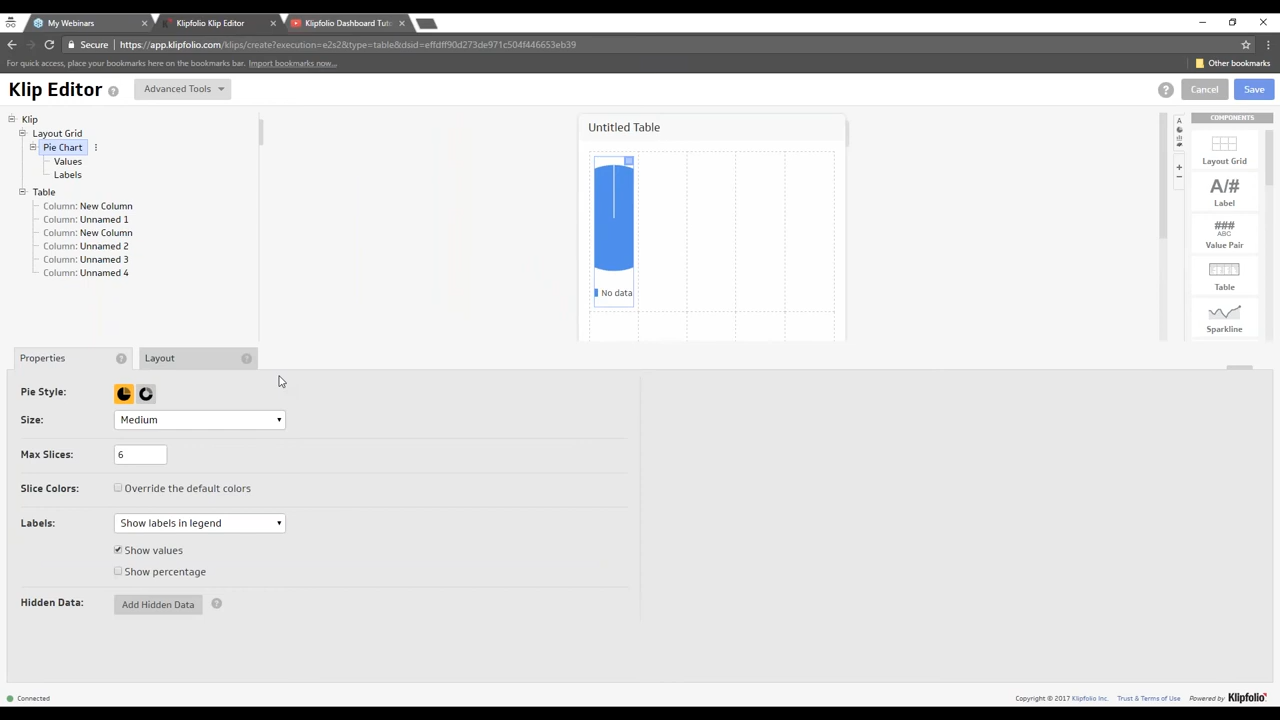 My Webinars
Klipfolio Klip Editor
Klipfolio Dashboard Tuto
Secure
https://app.klipfolio.com/klips/create?execution=e2s2&type=table&dsid=effdff90d273de971c504f446653eb39
For quick access, place your bookmarks here on the bookmarks bar. Import bookmarks now...
Other bookmarks
Klip Editor
Advanced Tools
Cancel
Save
Klip
Layout Grid
Pie Chart
Values
Labels
Table
Column: New Column
Column: Unnamed 1
Column: New Column
Column: Unnamed 2
Column: Unnamed 3
Column: Unnamed 4
Untitled Table
No data
COMPONENTS
Layout Grid
A/#
Label
###
ABC
Value Pair
Table
Sparkline
Properties
Layout
Pie Style:
Size:
Medium
Max Slices:
6
Slice Colors:
Override the default colors
Labels:
Show labels in legend
Show values
Show percentage
Hidden Data:
Add Hidden Data
Connected
Copyright © 2017 Klipfolio Inc.
Trust & Terms of Use
Powered by Klipfolio